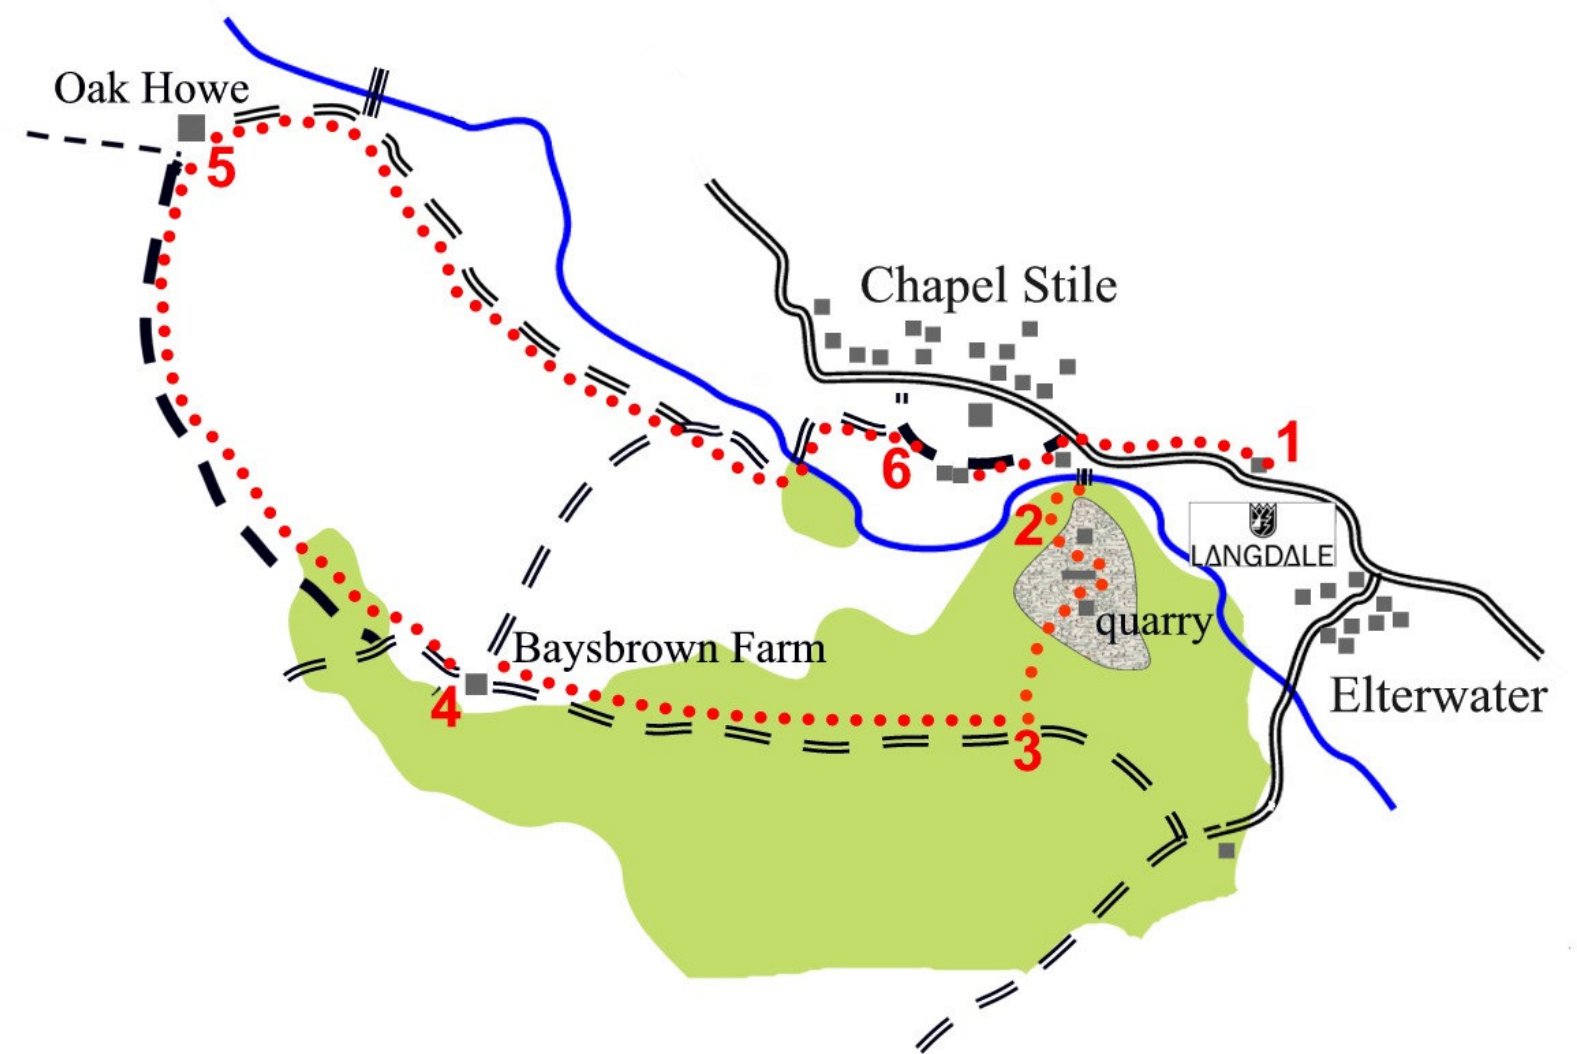 Oak Howe
5
Chapel Stile
1
6
2
LANGDALE
quarry
Baysbrown Farm
4
Elterwater
3